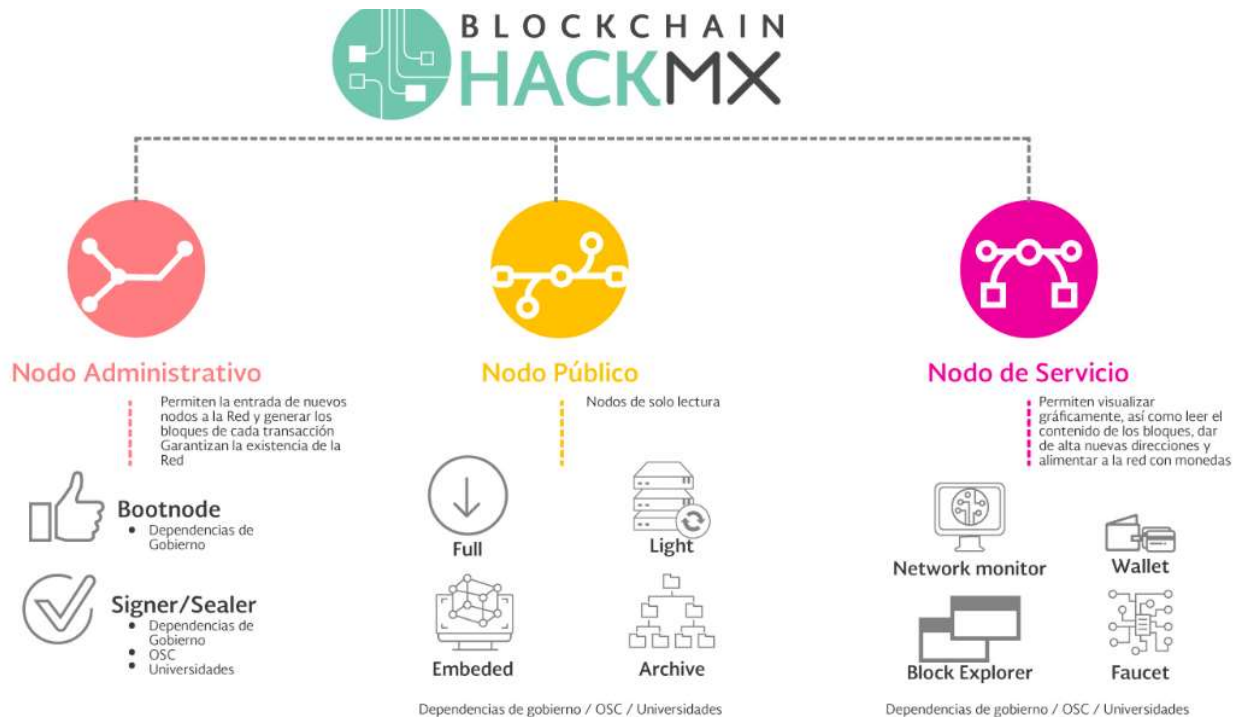 BLOCKCHAIN
HACKMX
Nodo Administrativo
Permiten la entrada de nuevos
nodos a la Red y generar los
bloques de cada transacción
Garantizan la existencia de la
Red
Bootnode
• Dependencias de
Gobierno
Signer/Sealer
• Dependencias de
Gobierno
• OSC
• Universidades
Nodo Público
Nodos de solo lectura
Full
Light
Embeded
Archive
Dependencias de gobierno / OSC / Universidades
Nodo de Servicio
Permiten visualizar
gráficamente, así como leer el
contenido de los bloques, dar
de alta nuevas direcciones y
alimentar a la red con monedas
Network monitor
Wallet
Block Explorer
Faucet
Dependencias de gobierno / OSC / Universidades